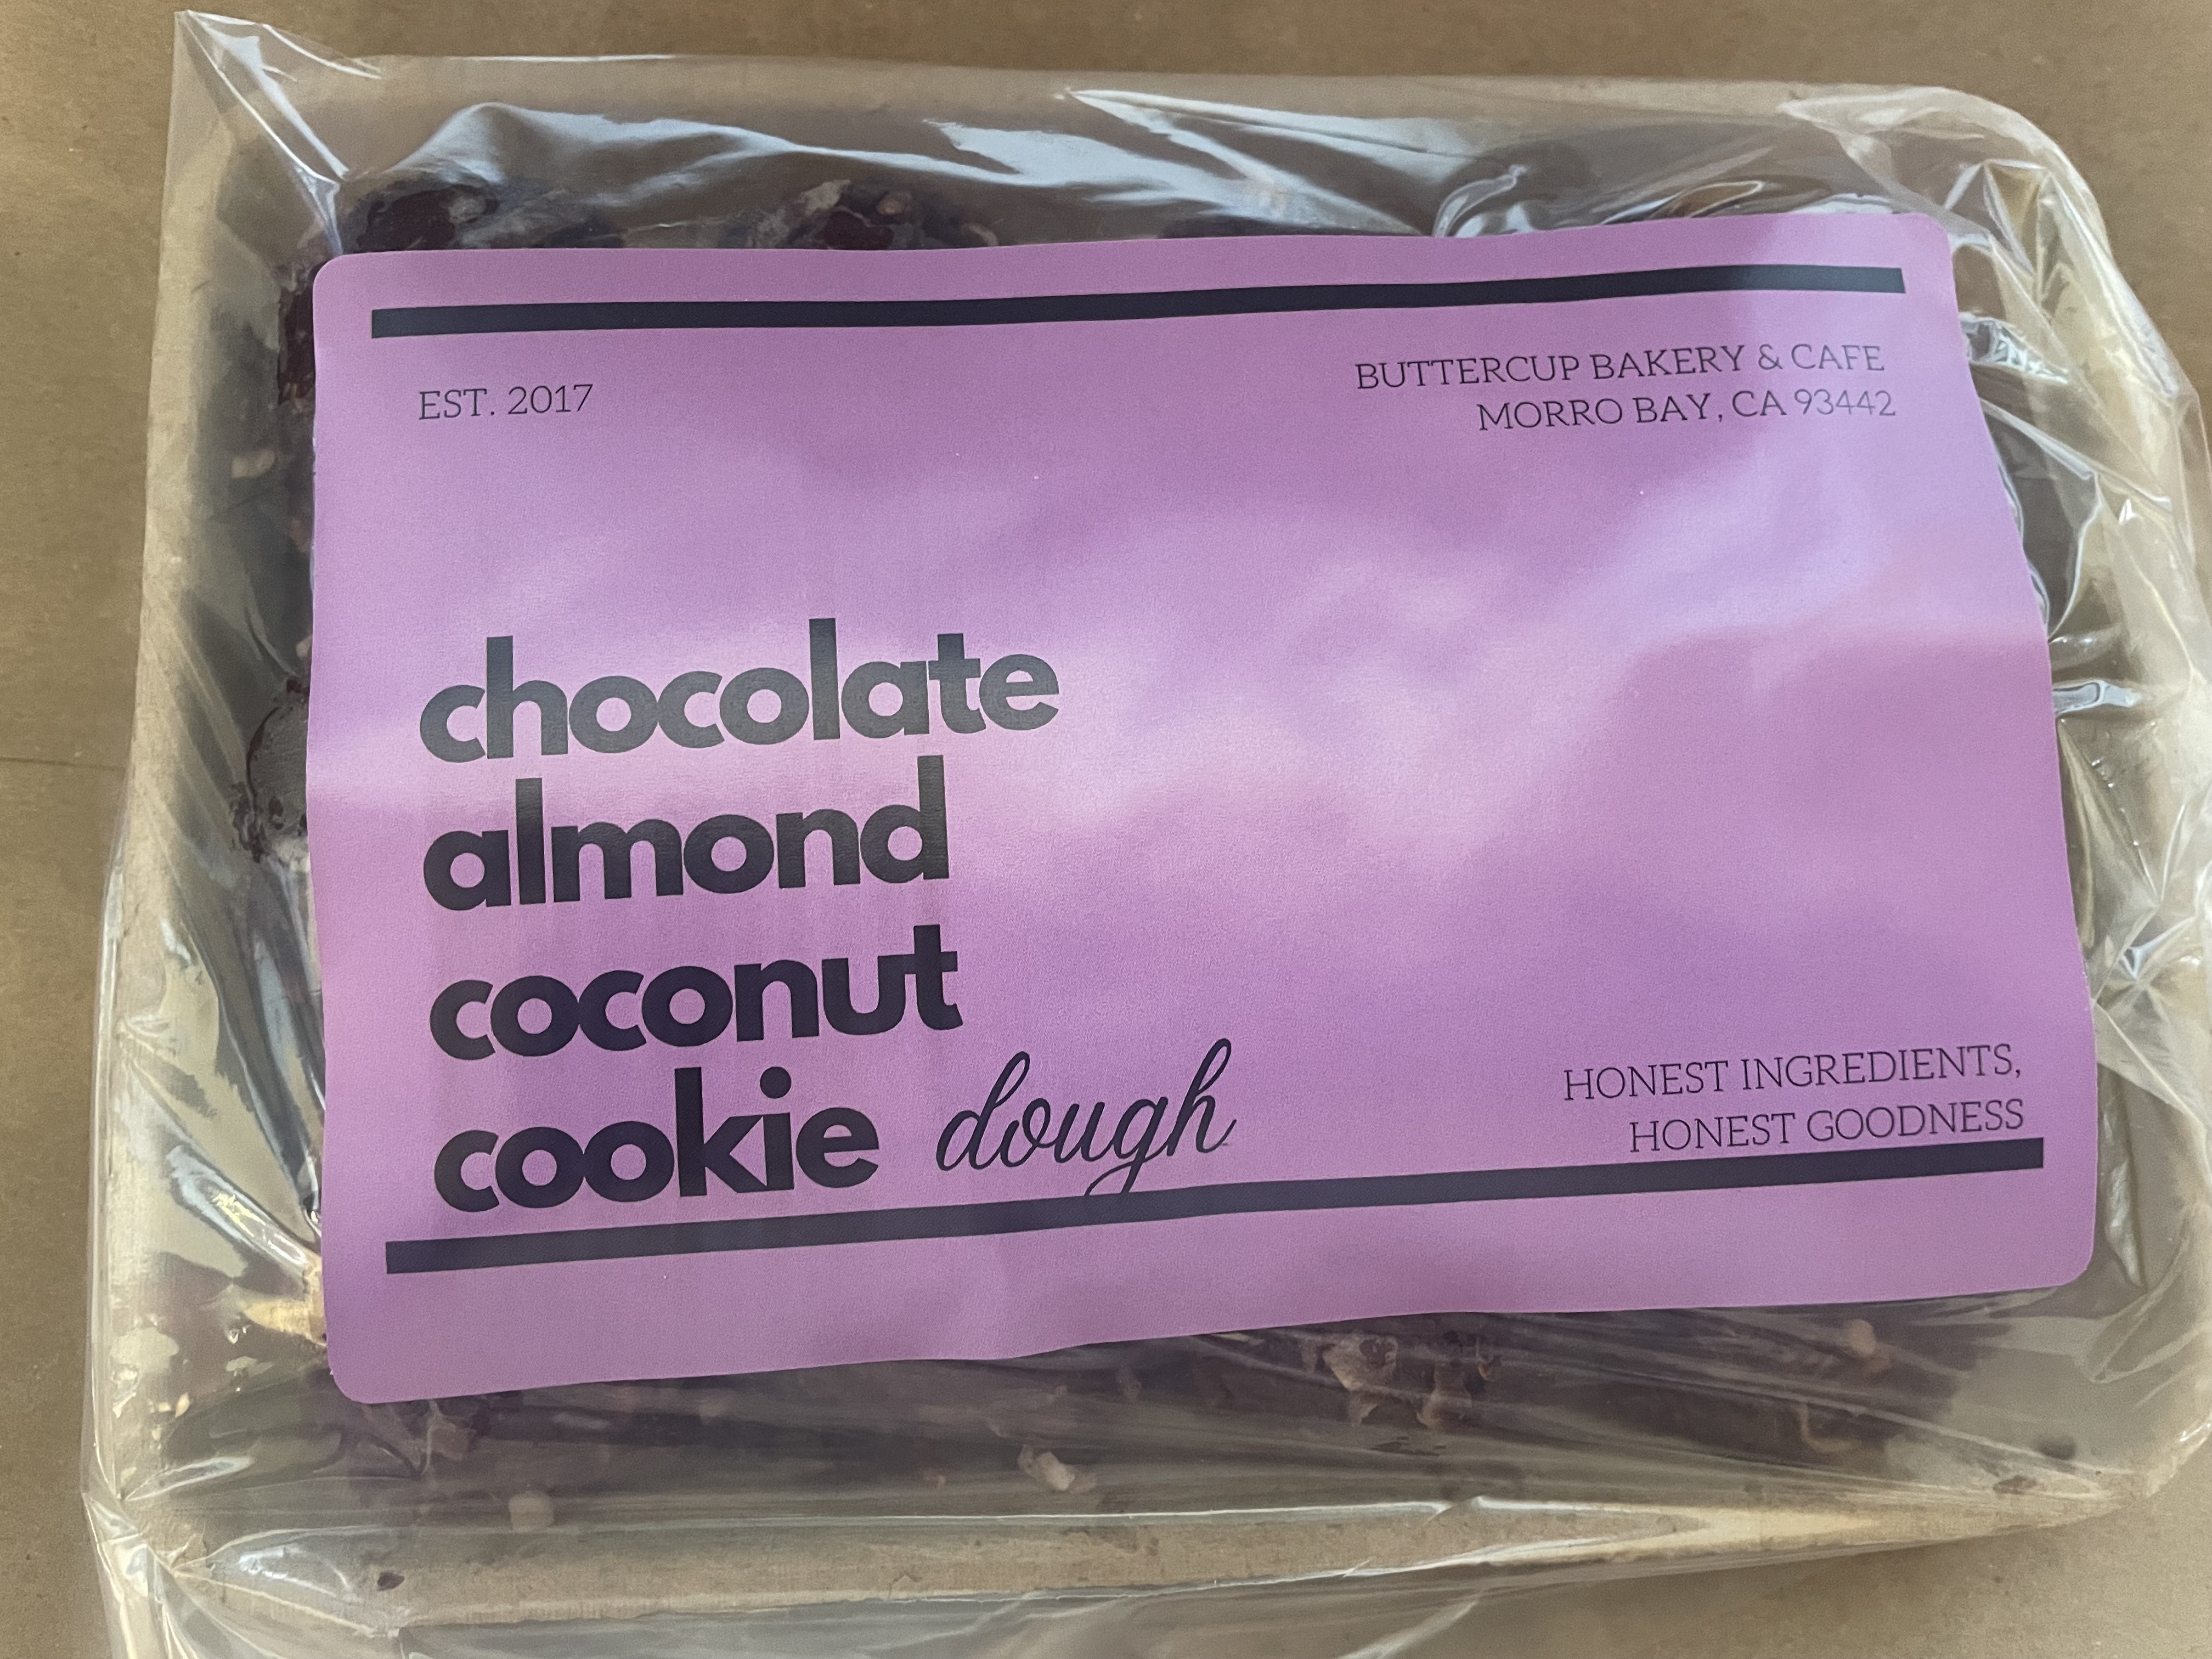 EST. 2017
BUTTERCUP BAKERY & CAFE
MORRO BAY, CA 93442
chocolate
almond
coconut
cookie dough
HONEST INGREDIENTS,
HONEST GOODNESS